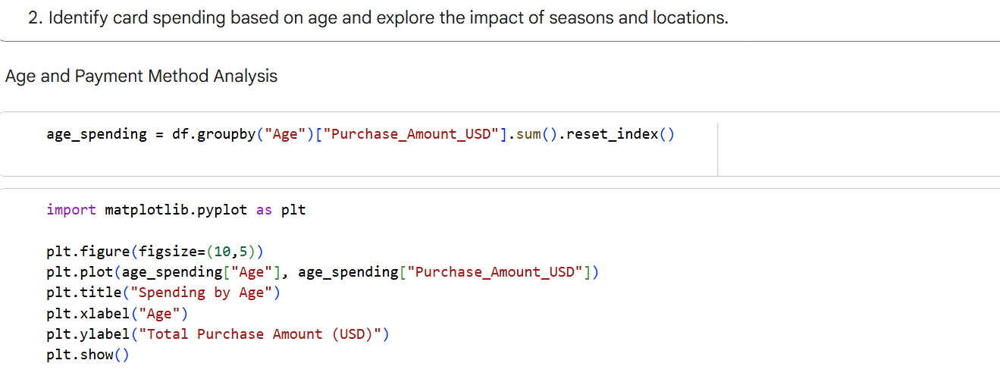 2. Identify card spending based on age and explore the impact of seasons and locations.
Age and Payment Method Analysis
age_spending = df.groupby("Age")["Purchase_Amount_USD"].sum().reset_index()
import matplotlib.pyplot as plt
plt.figure(figsize=(10,5))
plt.plot(age_spending["Age"], age_spending["Purchase_Amount_USD"])
plt.title("Spending by Age")
plt.xlabel("Age")
plt.ylabel("Total Purchase Amount (USD)")
plt.show()